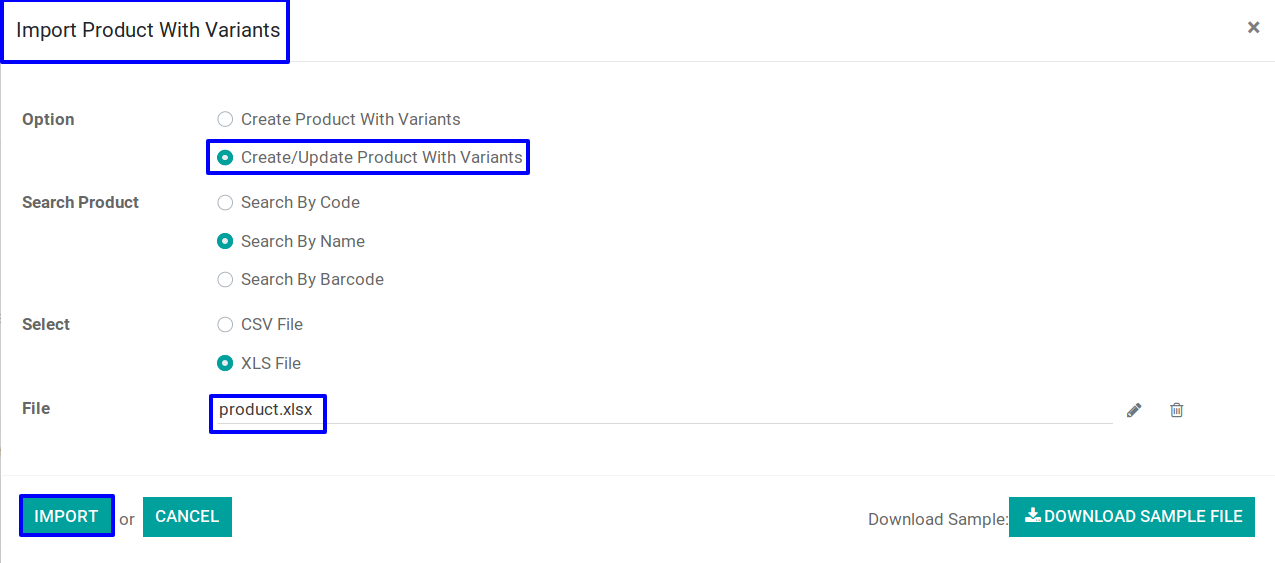 Import Product With Variants ×
Option Create Product With Variants
Create/Update Product With Variants
Search Product Search By Code
Search By Name
Search By Barcode
Select CSV File
XLS File
File product.xlsx
IMPORT or CANCEL Download Sample: DOWNLOAD SAMPLE FILE